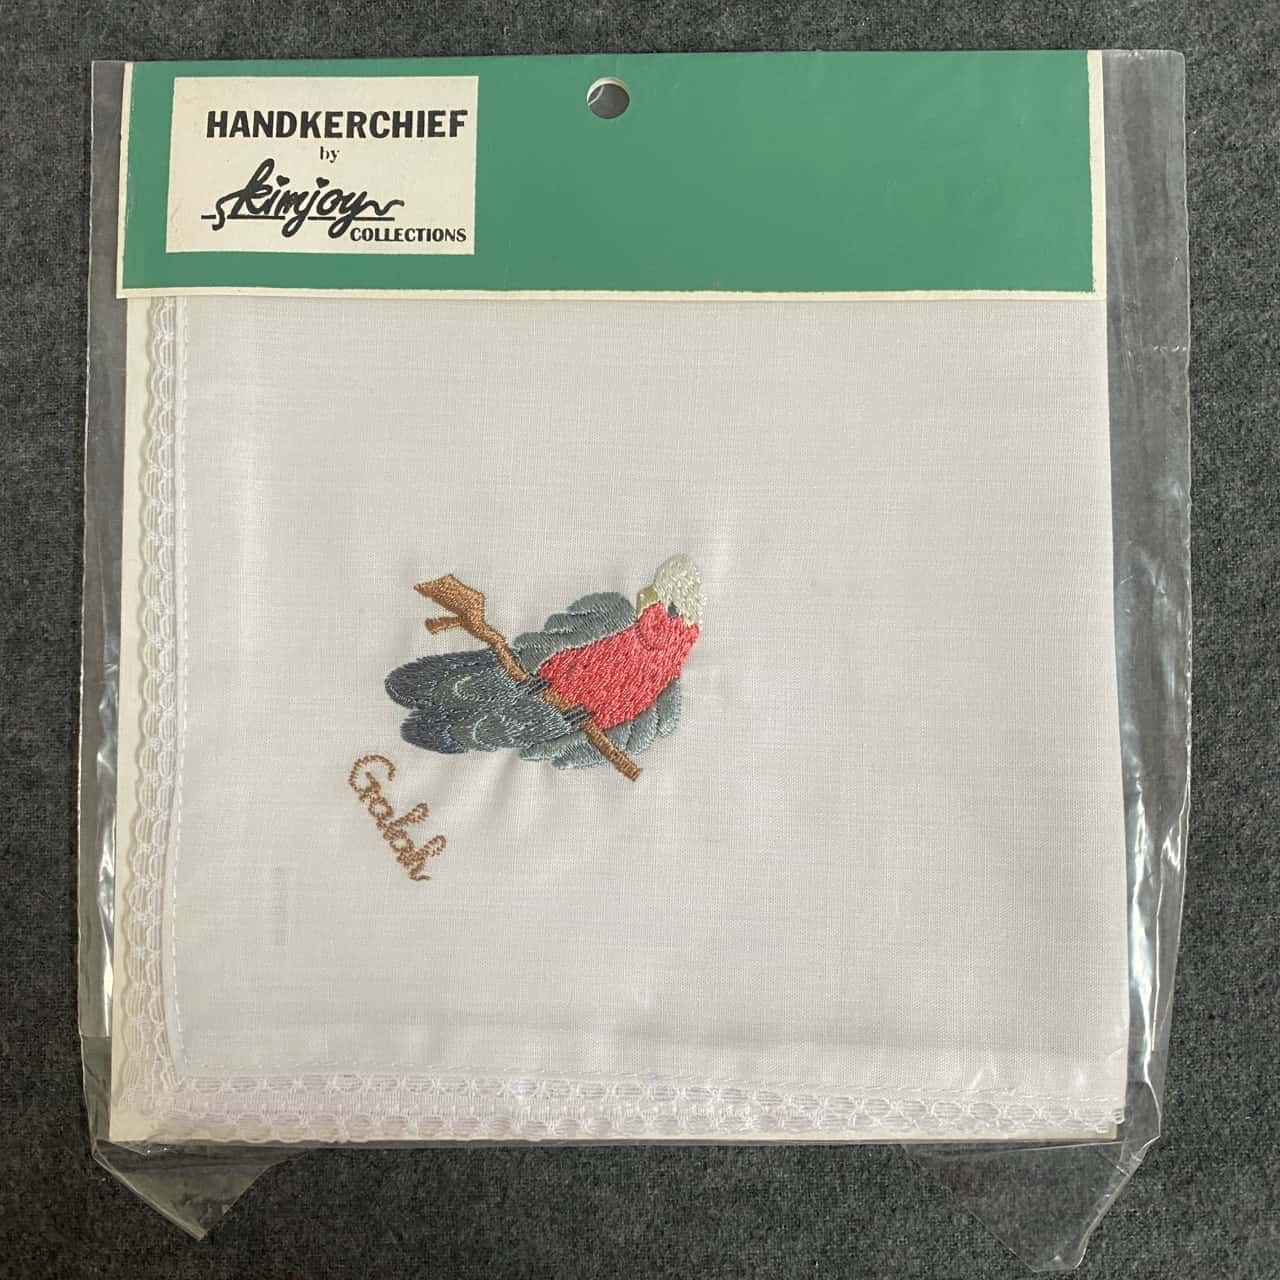 HANDKERCHIEF
by
kimjoy
COLLECTIONS
Galah